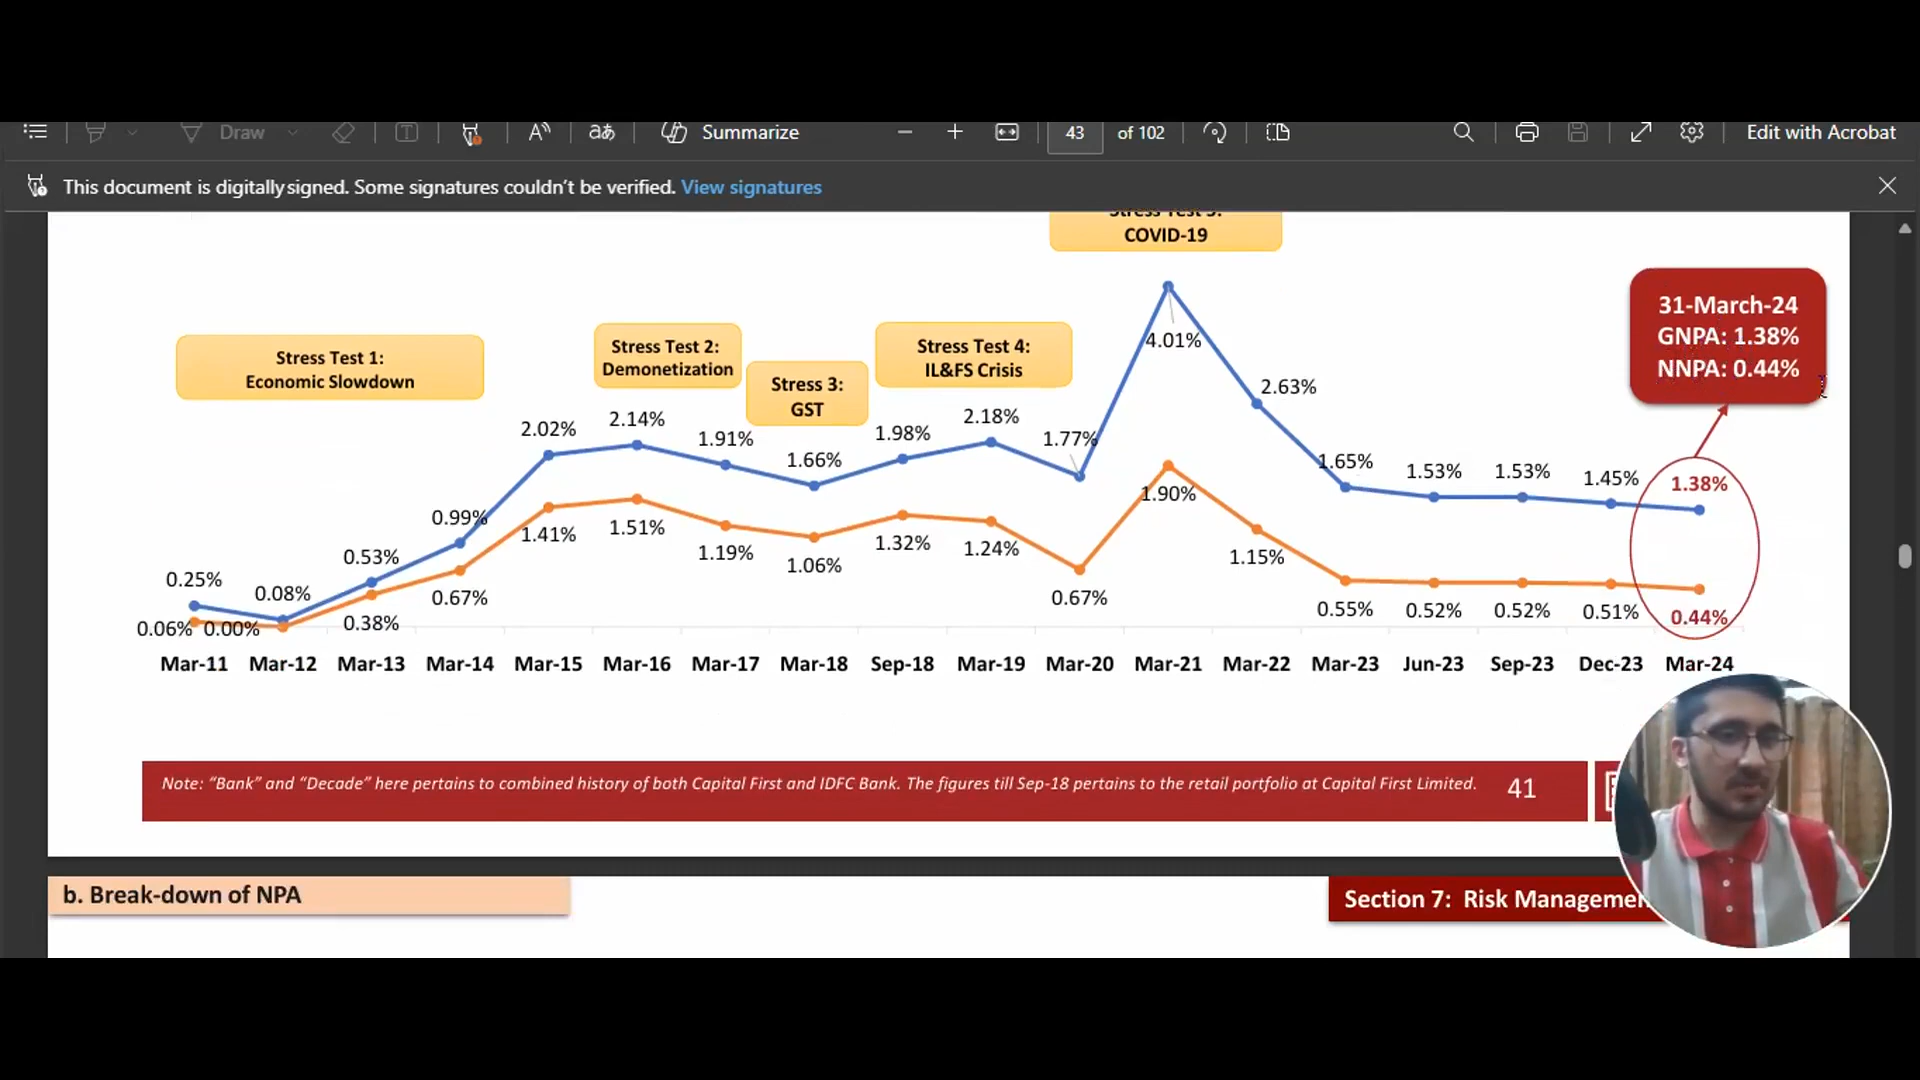 Draw
Summarize
43 of 102
Edit with Acrobat
This document is digitally signed. Some signatures couldn't be verified. View signatures
Stress Test 5:
COVID-19
31-March-24
GNPA: 1.38%
NNPA: 0.44%
Stress Test 1:
Economic Slowdown
Stress Test 2:
Demonetization
Stress 3:
GST
Stress Test 4:
IL&FS Crisis
0.25% 0.08% 0.53% 0.99% 2.02% 2.14% 1.91% 1.66% 1.98% 2.18% 1.77% 4.01% 2.63% 1.65% 1.53% 1.53% 1.45% 1.38%
0.06% 0.00% 0.38% 0.67% 1.41% 1.51% 1.19% 1.06% 1.32% 1.24% 0.67% 1.90% 1.15% 0.55% 0.52% 0.52% 0.51% 0.44%
Mar-11 Mar-12 Mar-13 Mar-14 Mar-15 Mar-16 Mar-17 Mar-18 Sep-18 Mar-19 Mar-20 Mar-21 Mar-22 Mar-23 Jun-23 Sep-23 Dec-23 Mar-24
Note: "Bank" and "Decade" here pertains to combined history of both Capital First and IDFC Bank. The figures till Sep-18 pertains to the retail portfolio at Capital First Limited. 41
b. Break-down of NPA
Section 7: Risk Managemen